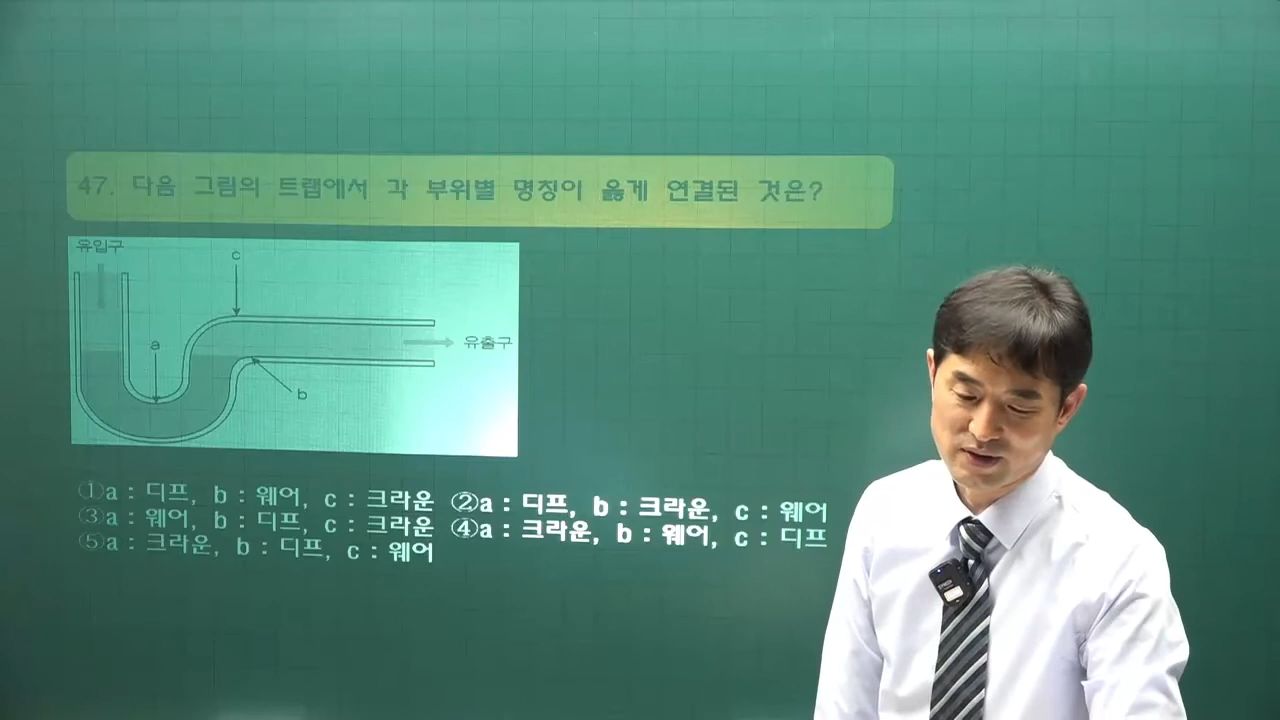 47. 다음 그림의 트랩에서 각 부위별 명칭이 옳게 연결된 것은?
유입구
c
a
유출구
b
①a : 디프, b : 웨어, c : 크라운 ②a : 디프, b : 크라운, c : 웨어
③a : 웨어, b : 디프, c : 크라운 ④a : 크라운, b : 웨어, c : 디프
⑤a : 크라운, b : 디프, c : 웨어